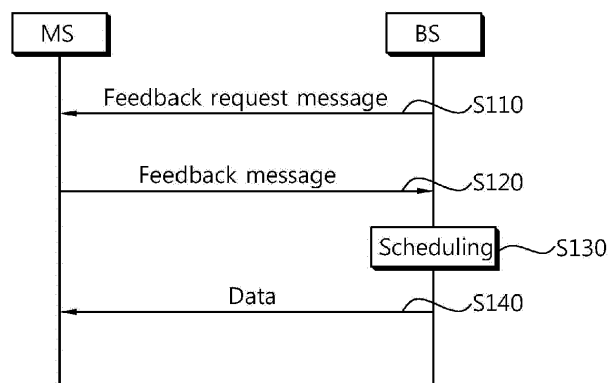 MS
BS
Feedback request message
S110
Feedback message
S120
Scheduling
S130
Data
S140